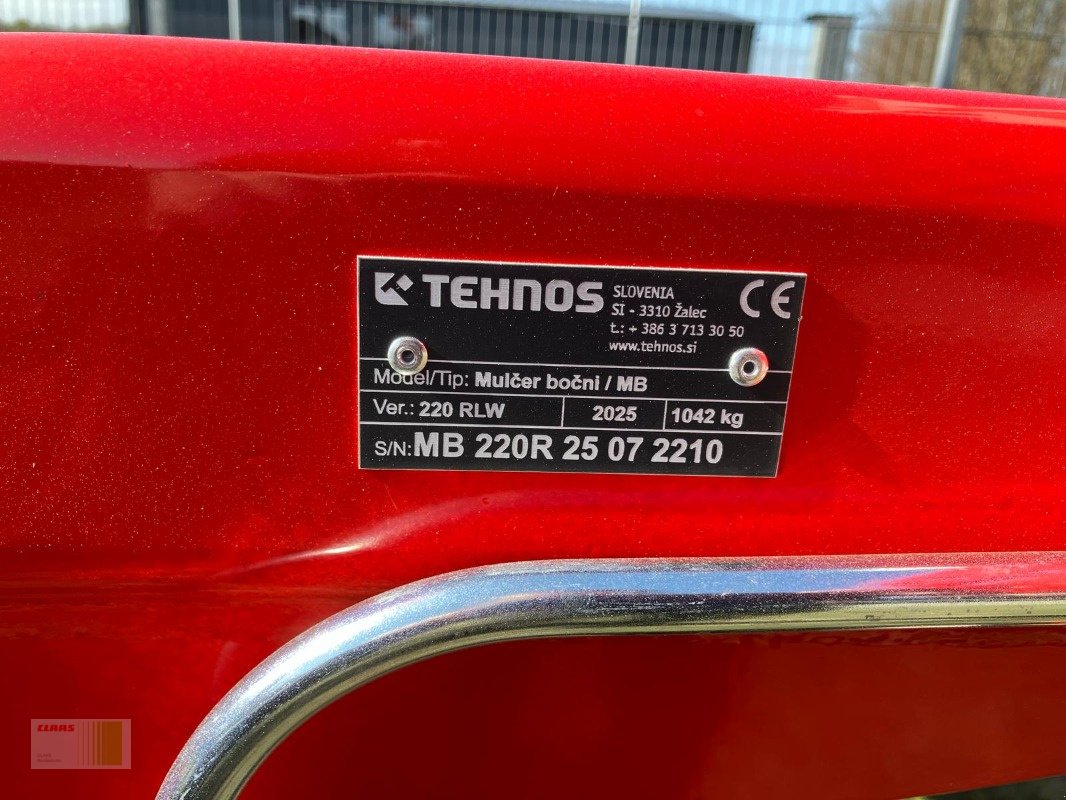 TEHNOS
SLOVENIA
SI - 3310 Žalec
t.: + 386 3 713 30 50
www.tehnos.si
CE
Model/Tip: Mulčer bočni / MB
Ver.: 220 RLW 2025 1042 kg
S/N: MB 220R 25 07 2210
CLAAS